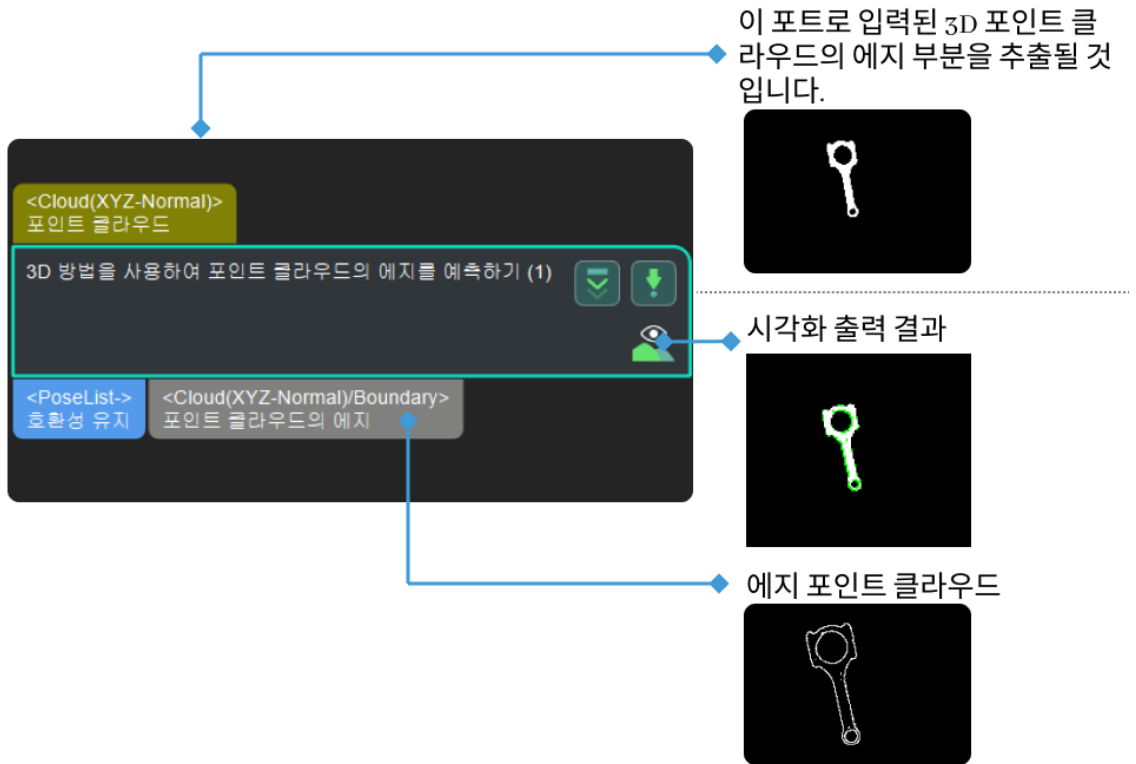 이 포트로 입력된 3D 포인트 클
라우드의 에지 부분을 추출될 것
입니다.
<Cloud(XYZ-Normal)>
포인트 클라우드
3D 방법을 사용하여 포인트 클라우드의 에지를 예측하기 (1)
시각화 출력 결과
<PoseList->
호환성 유지
<Cloud(XYZ-Normal)/Boundary>
포인트 클라우드의 에지
에지 포인트 클라우드